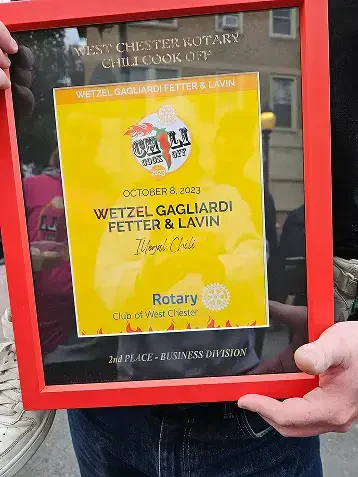 WEST CHESTER ROTARY
CHILI COOK OFF
WETZEL GAGLIARDI FETTER & LAVIN
CHILI
COOK OFF
2023
OCTOBER 8, 2023
WETZEL GAGLIARDI
FETTER & LAVIN
Illegal Chili
Rotary
Club of West Chester
2nd PLACE - BUSINESS DIVISION